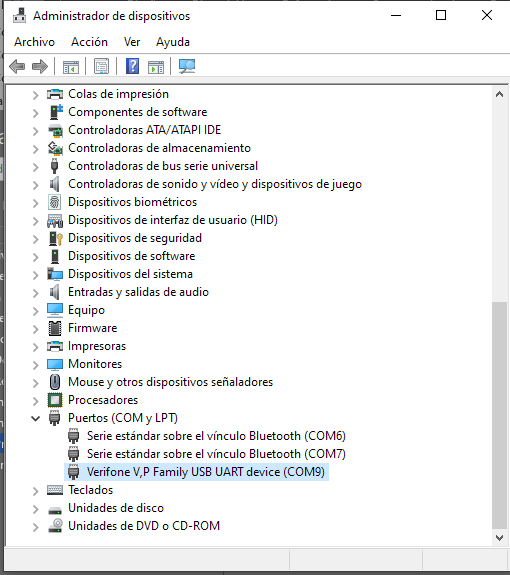 Administrador de dispositivos
Archivo Acción Ver Ayuda
Colas de impresión
Componentes de software
Controladoras ATA/ATAPI IDE
Controladoras de almacenamiento
Controladoras de bus serie universal
Controladoras de sonido y vídeo y dispositivos de juego
Dispositivos biométricos
Dispositivos de interfaz de usuario (HID)
Dispositivos de seguridad
Dispositivos de software
Dispositivos del sistema
Entradas y salidas de audio
Equipo
Firmware
Impresoras
Monitores
Mouse y otros dispositivos señaladores
Procesadores
Puertos (COM y LPT)
Serie estándar sobre el vínculo Bluetooth (COM6)
Serie estándar sobre el vínculo Bluetooth (COM7)
Verifone V,P Family USB UART device (COM9)
Teclados
Unidades de disco
Unidades de DVD o CD-ROM